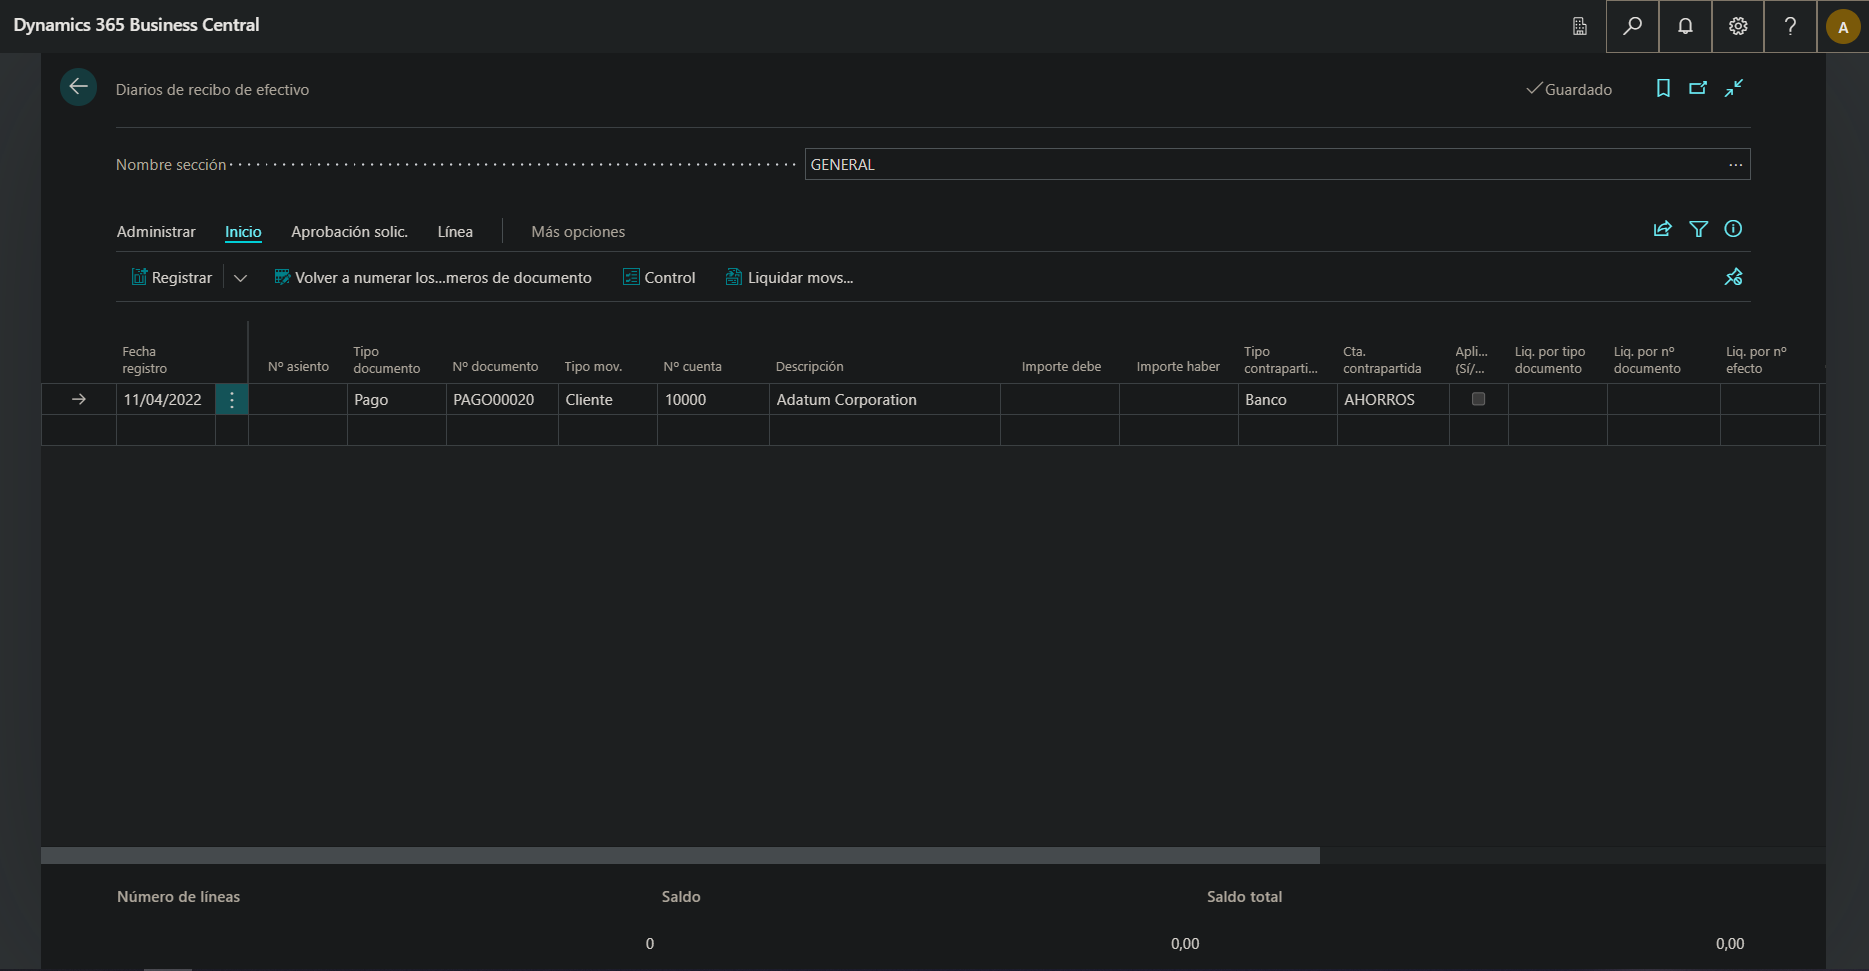 Dynamics 365 Business Central
A
Diarios de recibo de efectivo
Guardado
Nombre sección
GENERAL
Administrar
Inicio
Aprobación solic.
Línea
Más opciones
Registrar
Volver a numerar los...meros de documento
Control
Liquidar movs...
Fecha registro
Nº asiento
Tipo documento
Nº documento
Tipo mov.
Nº cuenta
Descripción
Importe debe
Importe haber
Tipo contraparti...
Cta. contrapartida
Apli... (Sí/...
Liq. por tipo documento
Liq. por nº documento
Liq. por nº efecto
11/04/2022
Pago
PAGO00020
Cliente
10000
Adatum Corporation
Banco
AHORROS
Número de líneas
Saldo
Saldo total
0
0,00
0,00